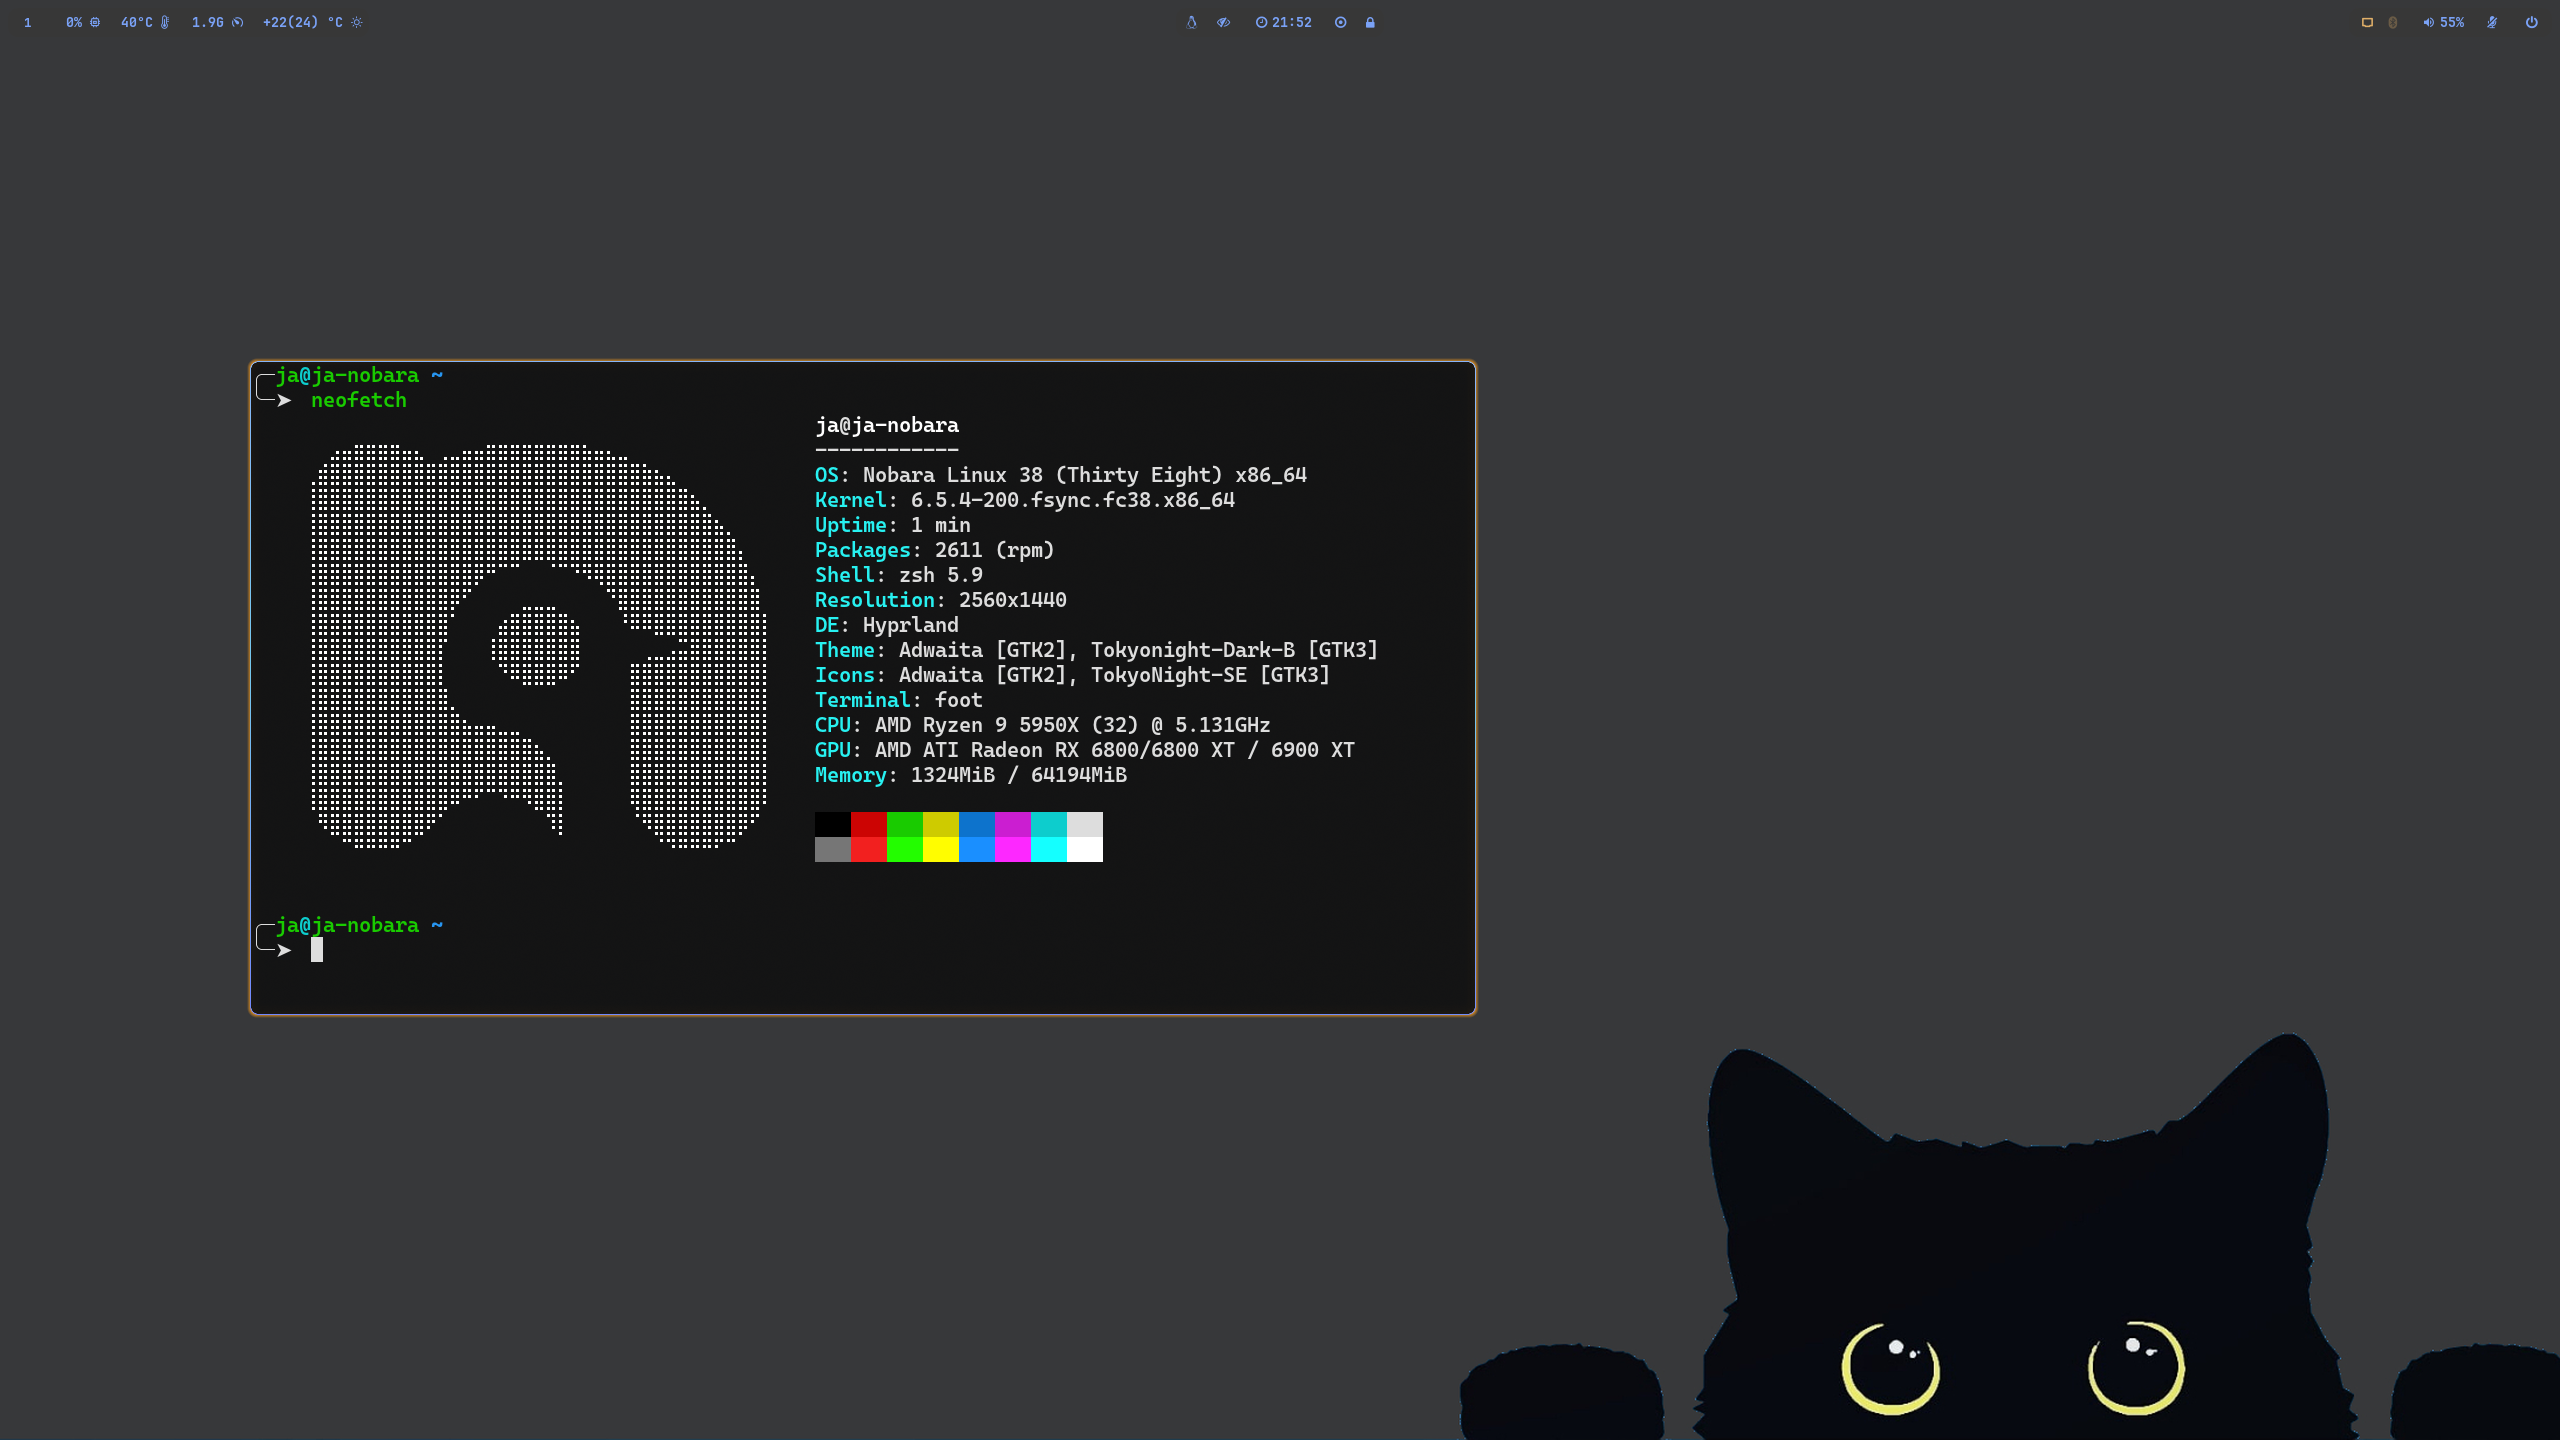 1 0% 40°C 1.9G +22(24) °C 21:52 55%
ja@ja-nobara ~
➤ neofetch
ja@ja-nobara
------------
OS: Nobara Linux 38 (Thirty Eight) x86_64
Kernel: 6.5.4-200.fsync.fc38.x86_64
Uptime: 1 min
Packages: 2611 (rpm)
Shell: zsh 5.9
Resolution: 2560x1440
DE: Hyprland
Theme: Adwaita [GTK2], Tokyonight-Dark-B [GTK3]
Icons: Adwaita [GTK2], TokyoNight-SE [GTK3]
Terminal: foot
CPU: AMD Ryzen 9 5950X (32) @ 5.131GHz
GPU: AMD ATI Radeon RX 6800/6800 XT / 6900 XT
Memory: 1324MiB / 64194MiB
ja@ja-nobara ~
➤